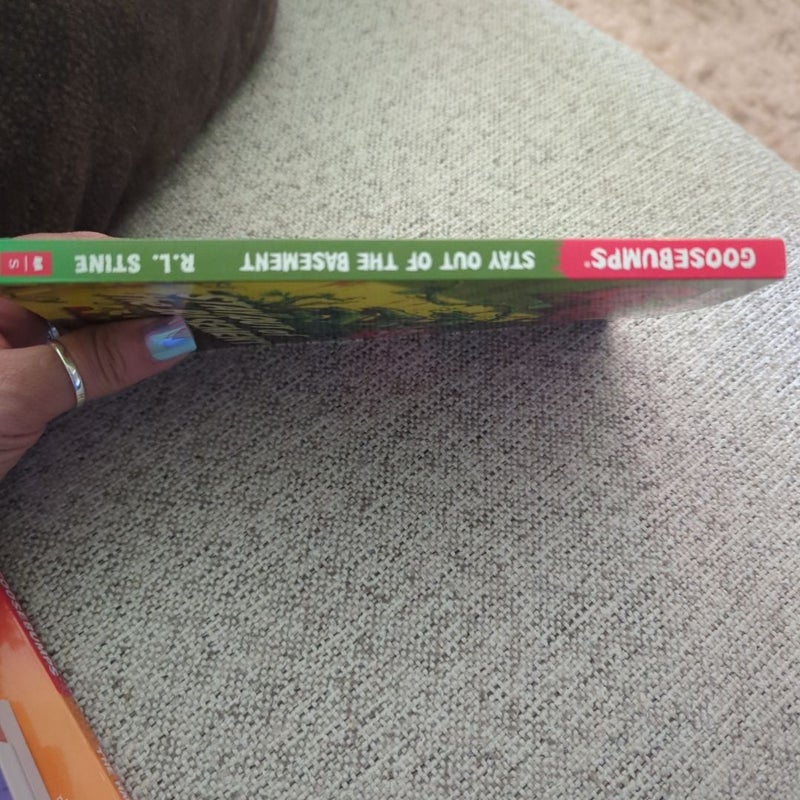 GOOSEBUMPS® STAY OUT OF THE BASEMENT R.L. STINE S